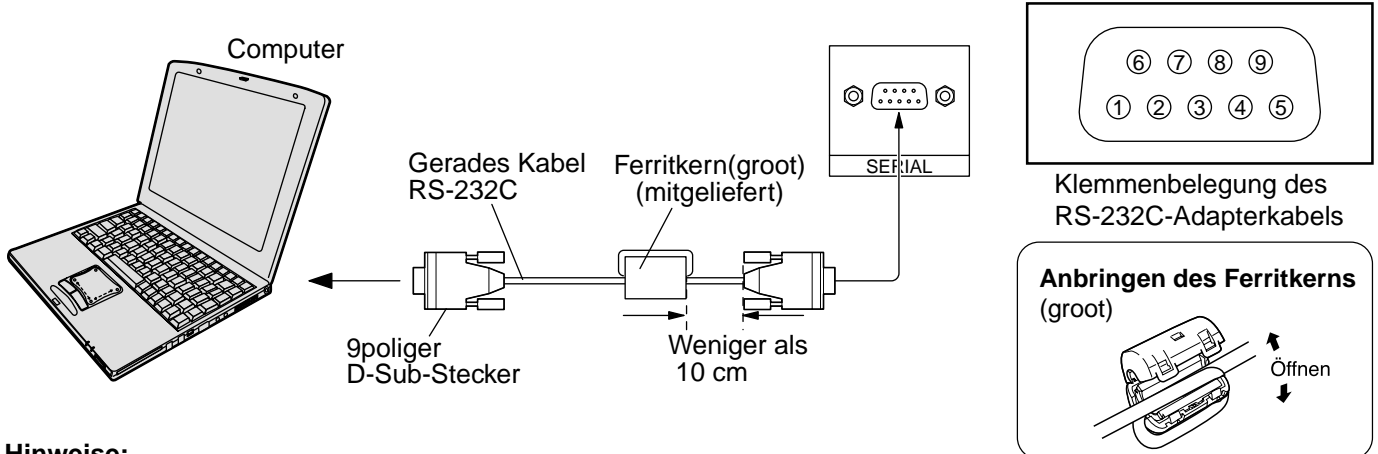 Computer
Gerades Kabel
RS-232C
Ferritkern(groot)
(mitgeliefert)
SERIAL
9poliger
D-Sub-Stecker
Weniger als
10 cm
6 7 8 9
1 2 3 4 5
Klemmenbelegung des
RS-232C-Adapterkabels
Anbringen des Ferritkerns
(groot)
Öffnen
Hinweise: